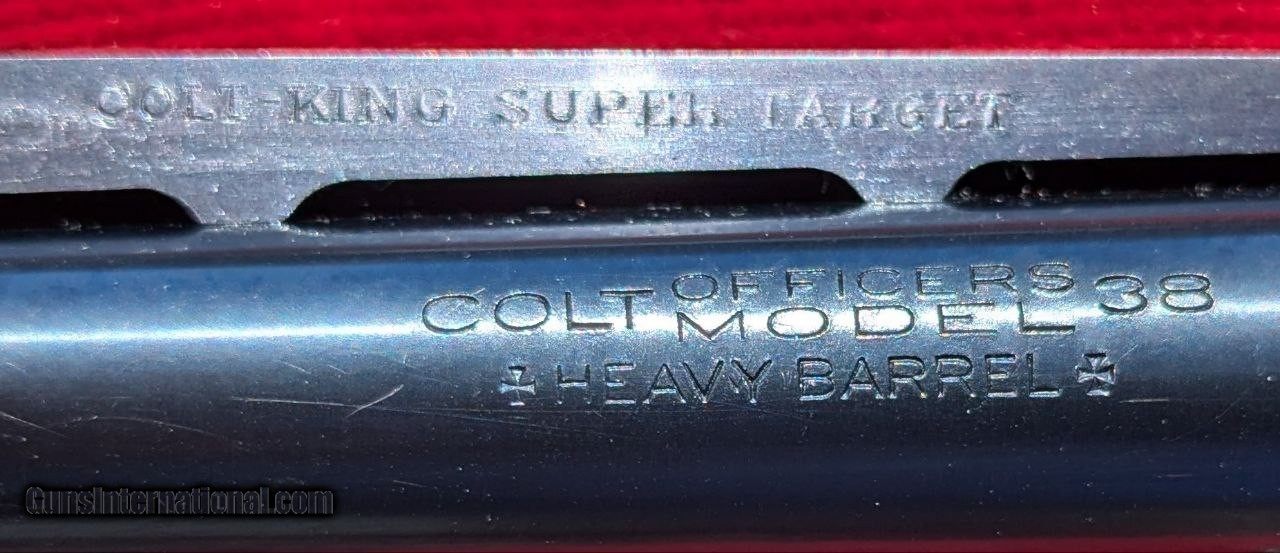 COLT-KING SUPER TARGET
COLT OFFICERS MODEL 38
HEAVY BARREL
GunsInternational.com